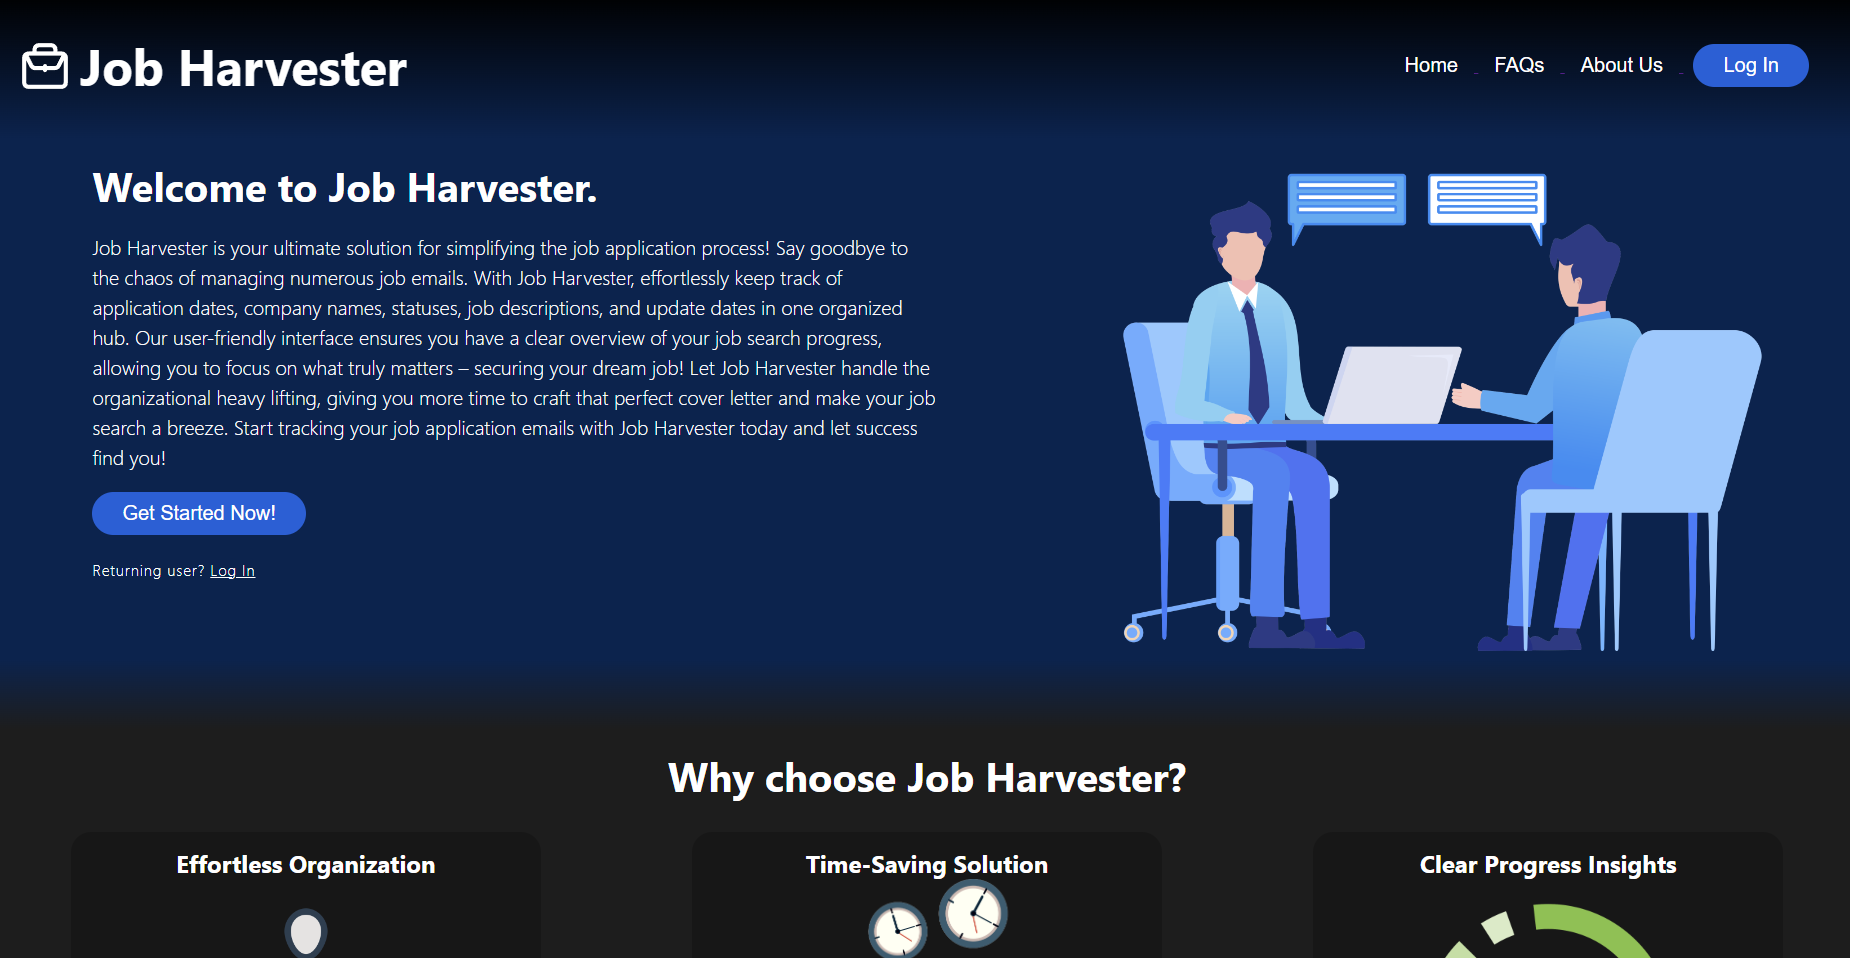 Job Harvester
Home FAQs About Us Log In
Welcome to Job Harvester.
Job Harvester is your ultimate solution for simplifying the job application process! Say goodbye to
the chaos of managing numerous job emails. With Job Harvester, effortlessly keep track of
application dates, company names, statuses, job descriptions, and update dates in one organized
hub. Our user-friendly interface ensures you have a clear overview of your job search progress,
allowing you to focus on what truly matters – securing your dream job! Let Job Harvester handle the
organizational heavy lifting, giving you more time to craft that perfect cover letter and make your job
search a breeze. Start tracking your job application emails with Job Harvester today and let success
find you!
Get Started Now!
Returning user? Log In
Why choose Job Harvester?
Effortless Organization
Time-Saving Solution
Clear Progress Insights